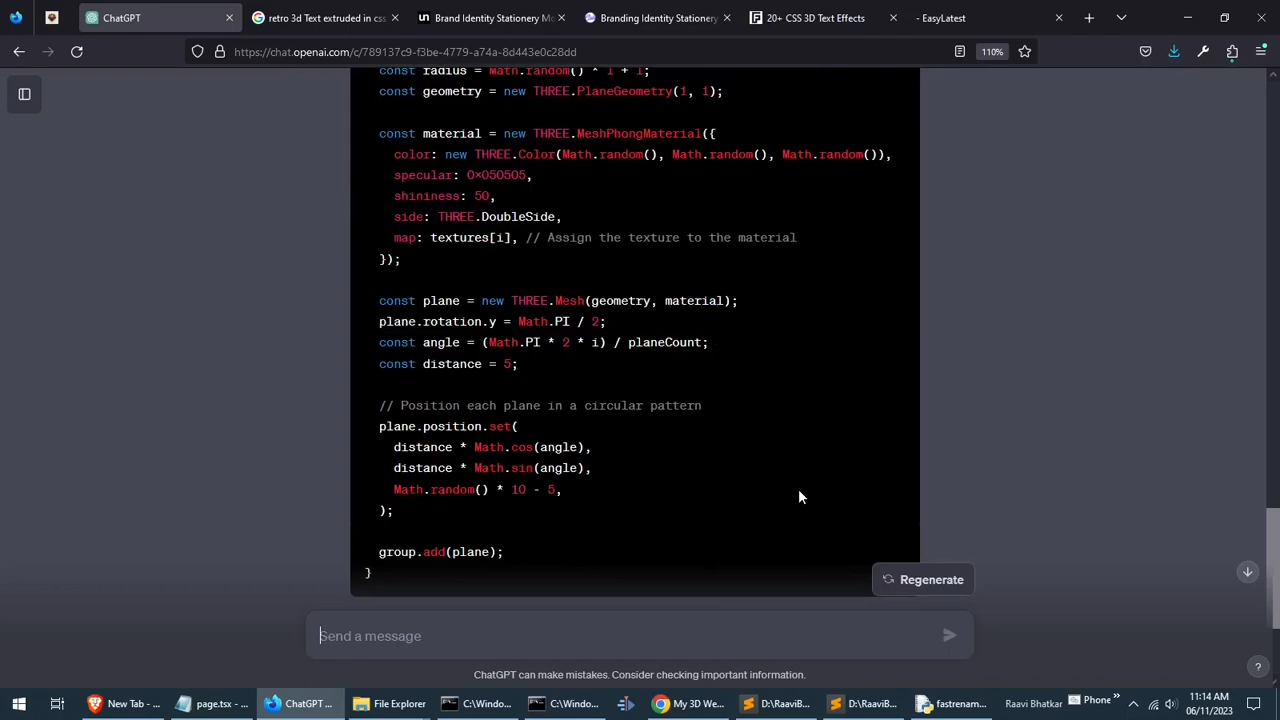 ChatGPT
retro 3d Text extruded in css
Brand Identity Stationery Mo
Branding Identity Stationery
20+ CSS 3D Text Effects
- EasyLatest
https://chat.openai.com/c/789137c9-f3be-4779-a74a-8d443e0c28dd
110%
const radius = Math.random() * 1 + 1;
const geometry = new THREE.PlaneGeometry(1, 1);
const material = new THREE.MeshPhongMaterial({
color: new THREE.Color(Math.random(), Math.random(), Math.random()),
specular: 0x050505,
shininess: 50,
side: THREE.DoubleSide,
map: textures[i], // Assign the texture to the material
});
const plane = new THREE.Mesh(geometry, material);
plane.rotation.y = Math.PI / 2;
const angle = (Math.PI * 2 * i) / planeCount;
const distance = 5;
// Position each plane in a circular pattern
plane.position.set(
distance * Math.cos(angle),
distance * Math.sin(angle),
Math.random() * 10 - 5,
);
group.add(plane);
}
Regenerate
Send a message
ChatGPT can make mistakes. Consider checking important information.
?
New Tab - ...
page.tsx - ...
ChatGPT ...
File Explorer
C:\Windo...
C:\Windo...
My 3D We...
D:\RaaviB...
D:\RaaviB...
fastrenam...
Raavi Bhatkar
Phone
11:14 AM
06/11/2023